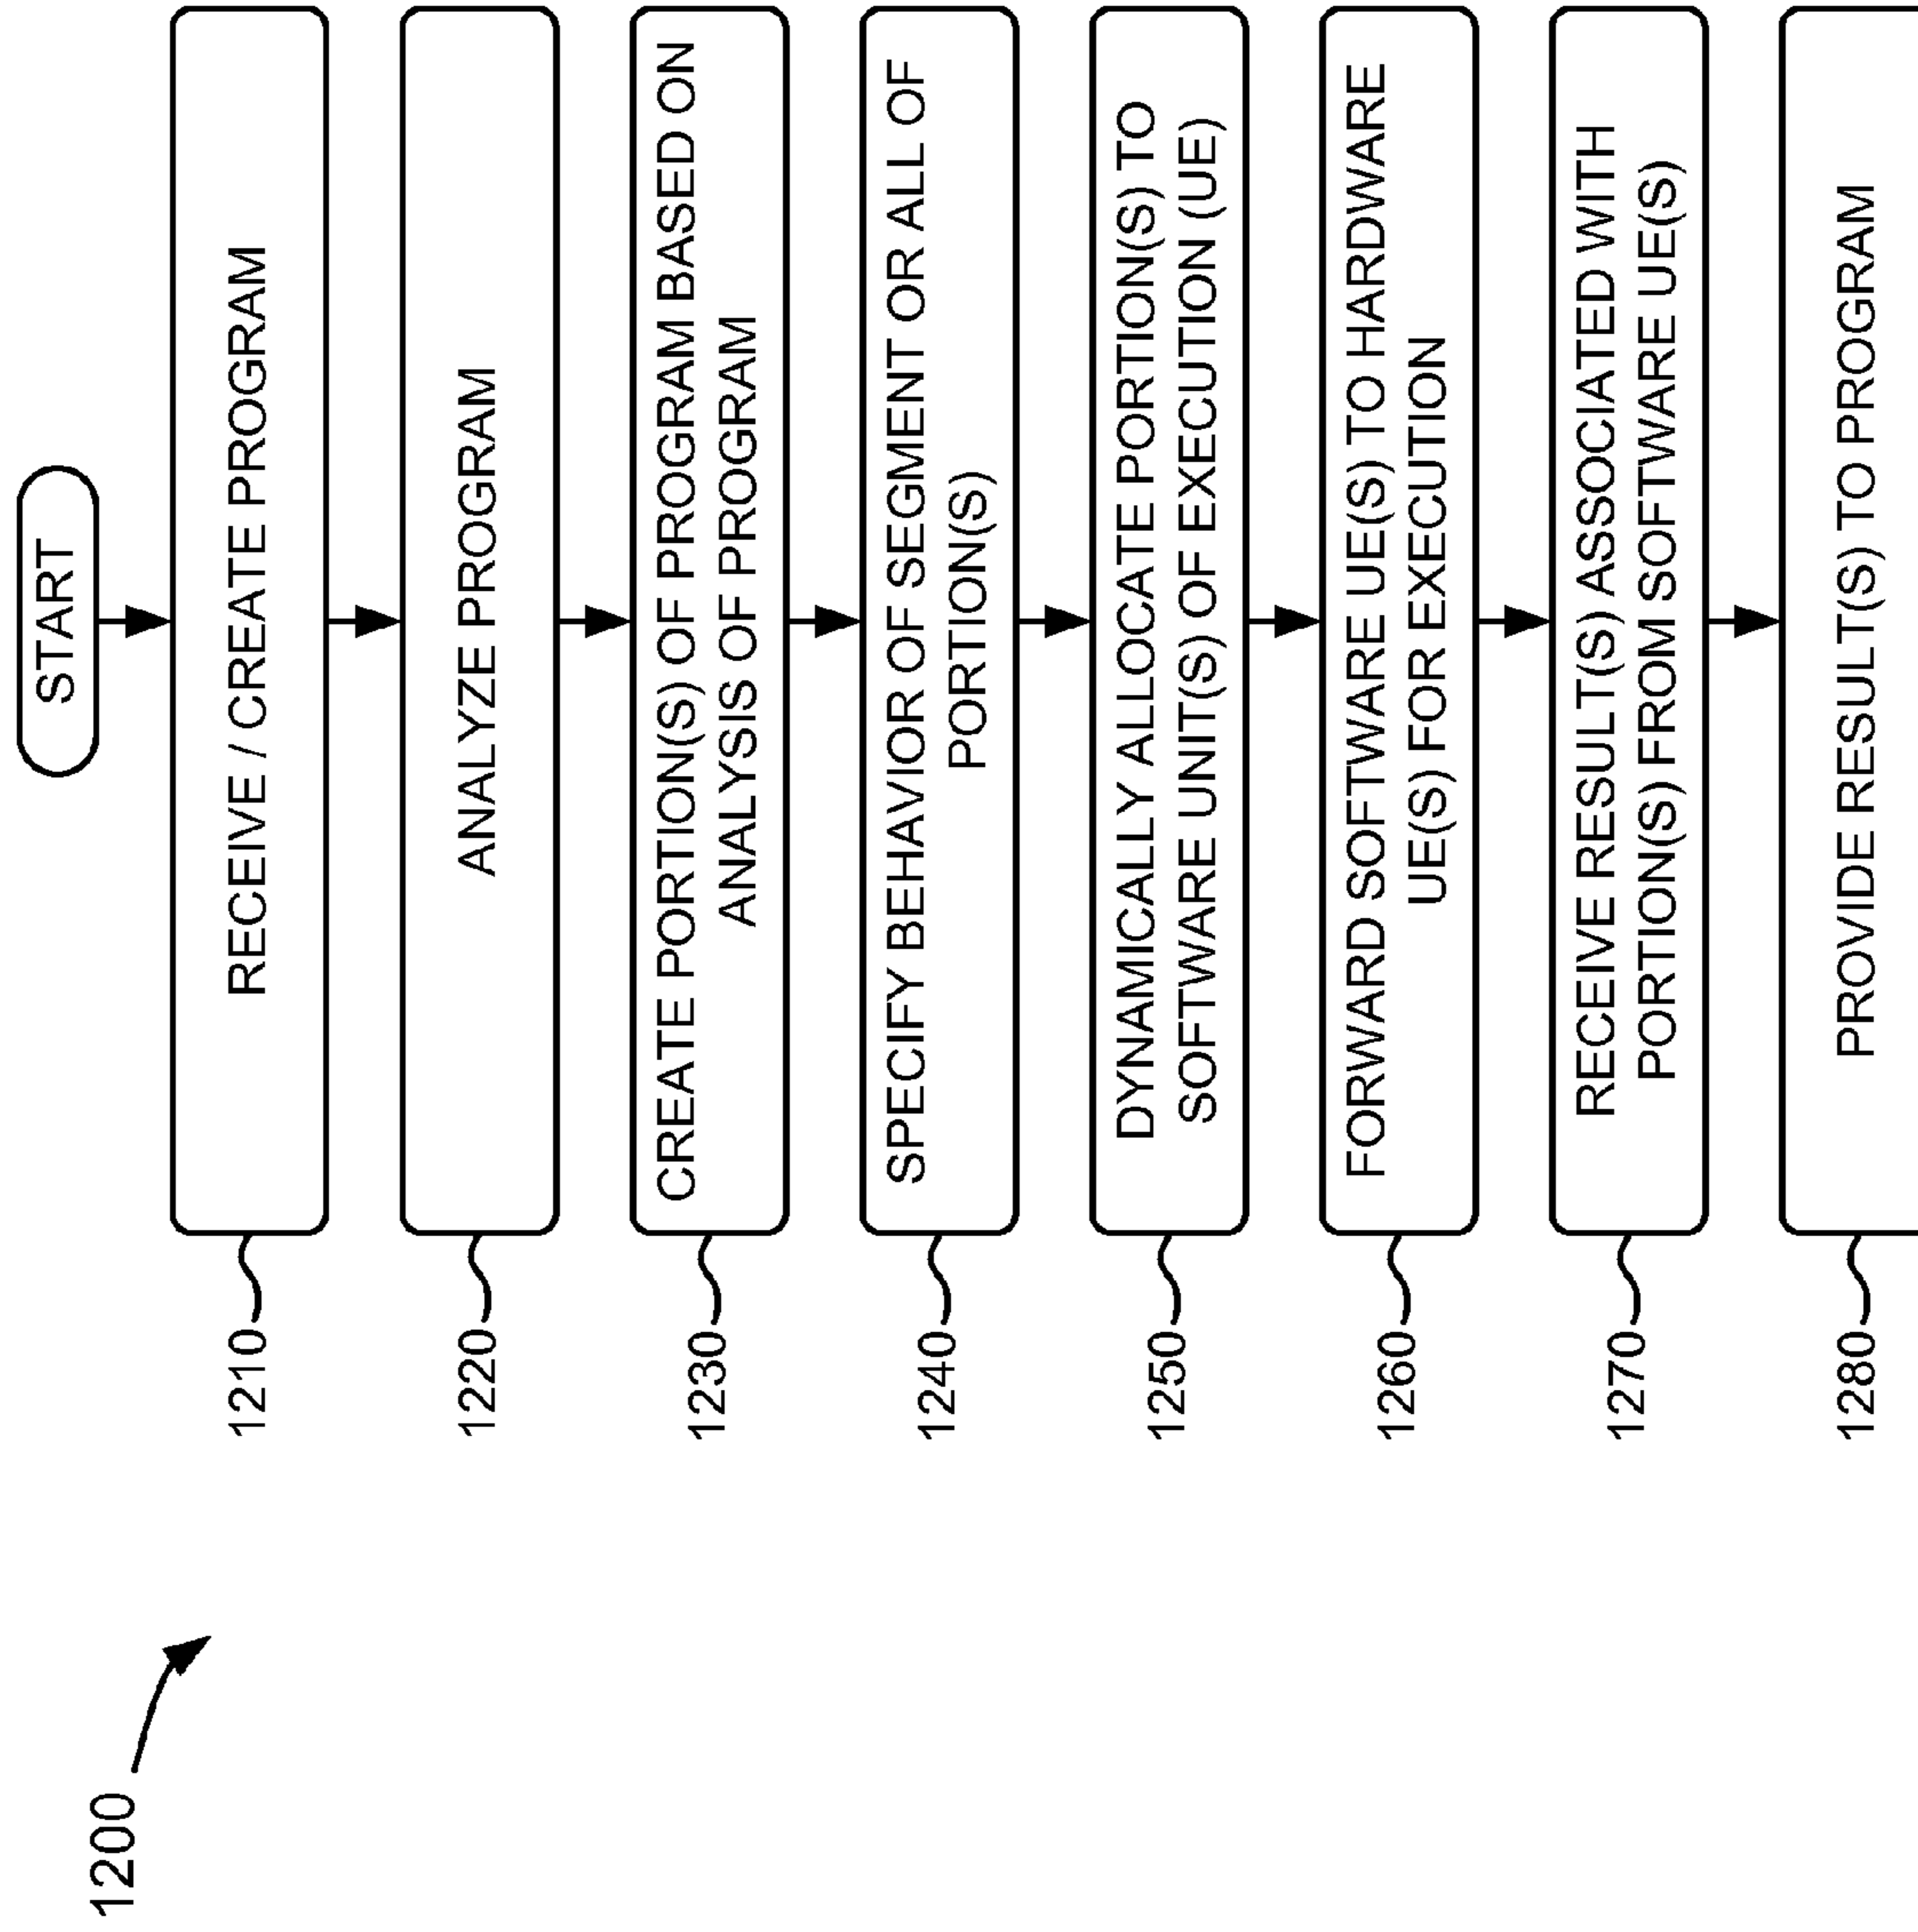 1200
START
1210
RECEIVE / CREATE PROGRAM
1220
ANALYZE PROGRAM
1230
CREATE PORTION(S) OF PROGRAM BASED ON
ANALYSIS OF PROGRAM
1240
SPECIFY BEHAVIOR OF SEGMENT OR ALL OF
PORTION(S)
1250
DYNAMICALLY ALLOCATE PORTION(S) TO
SOFTWARE UNIT(S) OF EXECUTION (UE)
1260
FORWARD SOFTWARE UE(S) TO HARDWARE
UE(S) FOR EXECUTION
1270
RECEIVE RESULT(S) ASSOCIATED WITH
PORTION(S) FROM SOFTWARE UE(S)
1280
PROVIDE RESULT(S) TO PROGRAM